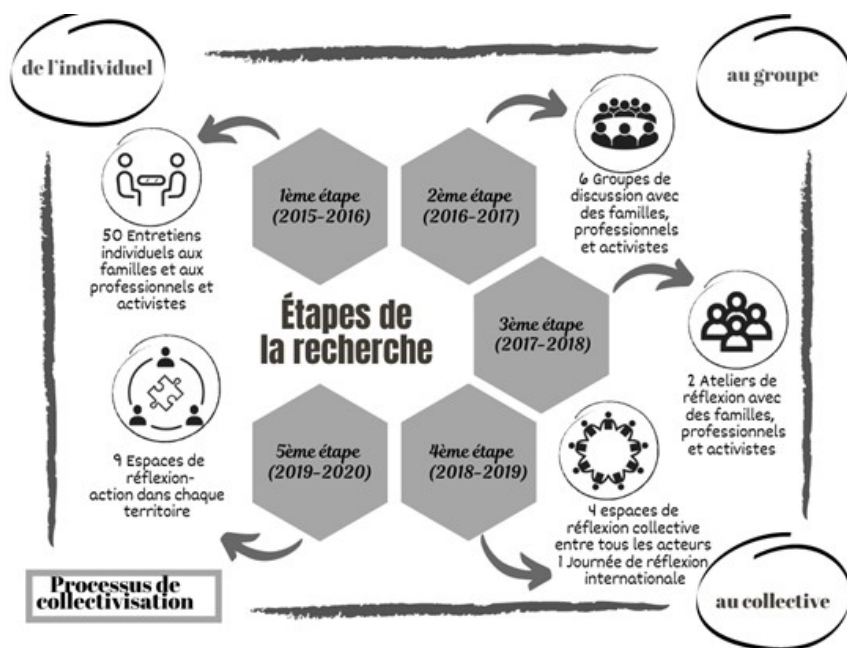 de l'individuel
au groupe
1ème étape
(2015-2016)
2ème étape
(2016-2017)
6 Groupes de
discussion avec
des familles,
professionnels
et activistes
50 Entretiens
individuels aux
familles et aux
professionnels et
activistes
Étapes de
la recherche
3ème étape
(2017-2018)
2 Ateliers de
réflexion avec
des familles,
professionnels
et activistes
5ème étape
(2019-2020)
4ème étape
(2018-2019)
9 Espaces de
réflexion-
action dans chaque
territoire
4 espaces de
réflexion collective
entre tous les acteurs
1 Journée de réflexion
internationale
Processus de
collectivisation
au collective